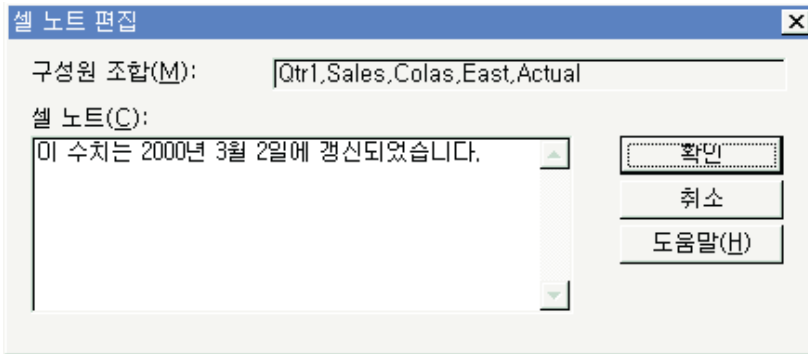 셀 노트 편집
구성원 조합(M): Qtr1,Sales,Colas,East,Actual
셀 노트(C):
이 수치는 2000년 3월 2일에 갱신되었습니다.
확인
취소
도움말(H)